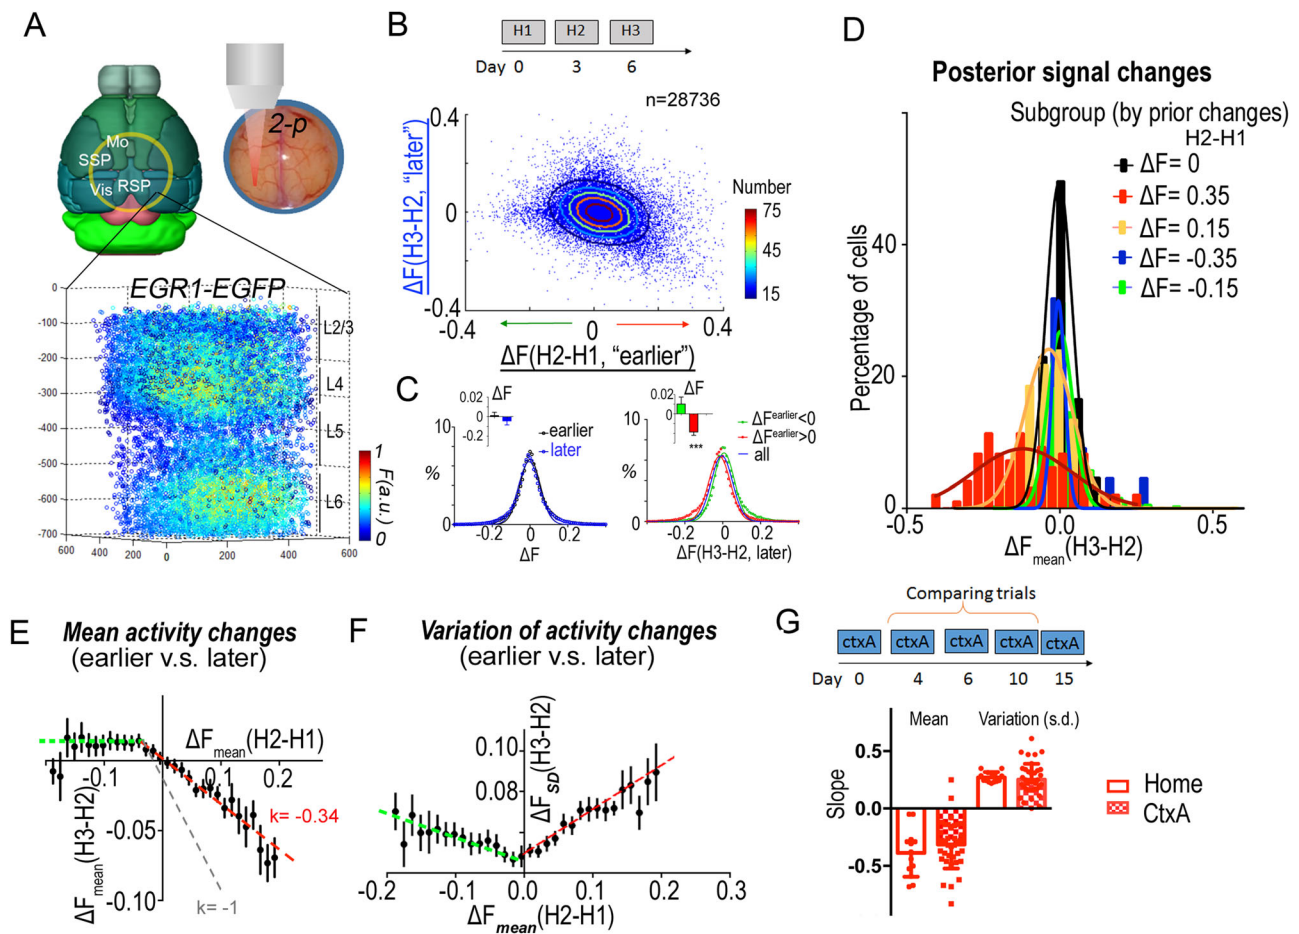 A
Mo
SSP
Vis
RSP
2-p
EGR1-EGFP
0
-100
-200
-300
-400
-500
-600
-700
600
400
200
0
200
400
600
L2/3
L4
L5
L6
1
0
F(a.u.)
B
H1
H2
H3
Day
0
3
6
n=28736
ΔF(H3-H2, “later”)
0.4
0
-0.4
-0.4
0
0.4
ΔF(H2-H1, “earlier”)
Number
75
45
15
C
ΔF
0.02
0
-0.2
earlier
later
10
%
0
-0.2
0
0.2
ΔF
ΔF
0.02
0
***
ΔFearlier<0
ΔFearlier>0
all
10
%
0
-0.2
0
0.2
ΔF(H3-H2, later)
D
Posterior signal changes
Subgroup (by prior changes)
H2-H1
ΔF= 0
ΔF= 0.35
ΔF= 0.15
ΔF= -0.35
ΔF= -0.15
Percentage of cells
40
20
0
-0.5
0.0
0.5
ΔFmean(H3-H2)
E
Mean activity changes
(earlier v.s. later)
ΔFmean(H2-H1)
-0.1
0.1
0.2
-0.05
-0.10
ΔFmean(H3-H2)
k= -0.34
k= -1
F
Variation of activity changes
(earlier v.s. later)
ΔFSD(H3-H2)
0.10
0.08
0.06
-0.2
-0.1
0.0
0.1
0.2
0.3
ΔFmean(H2-H1)
G
Comparing trials
ctxA
ctxA
ctxA
ctxA
ctxA
Day
0
4
6
10
15
Mean
Variation (s.d.)
Slope
0.5
0.0
-0.5
Home
CtxA